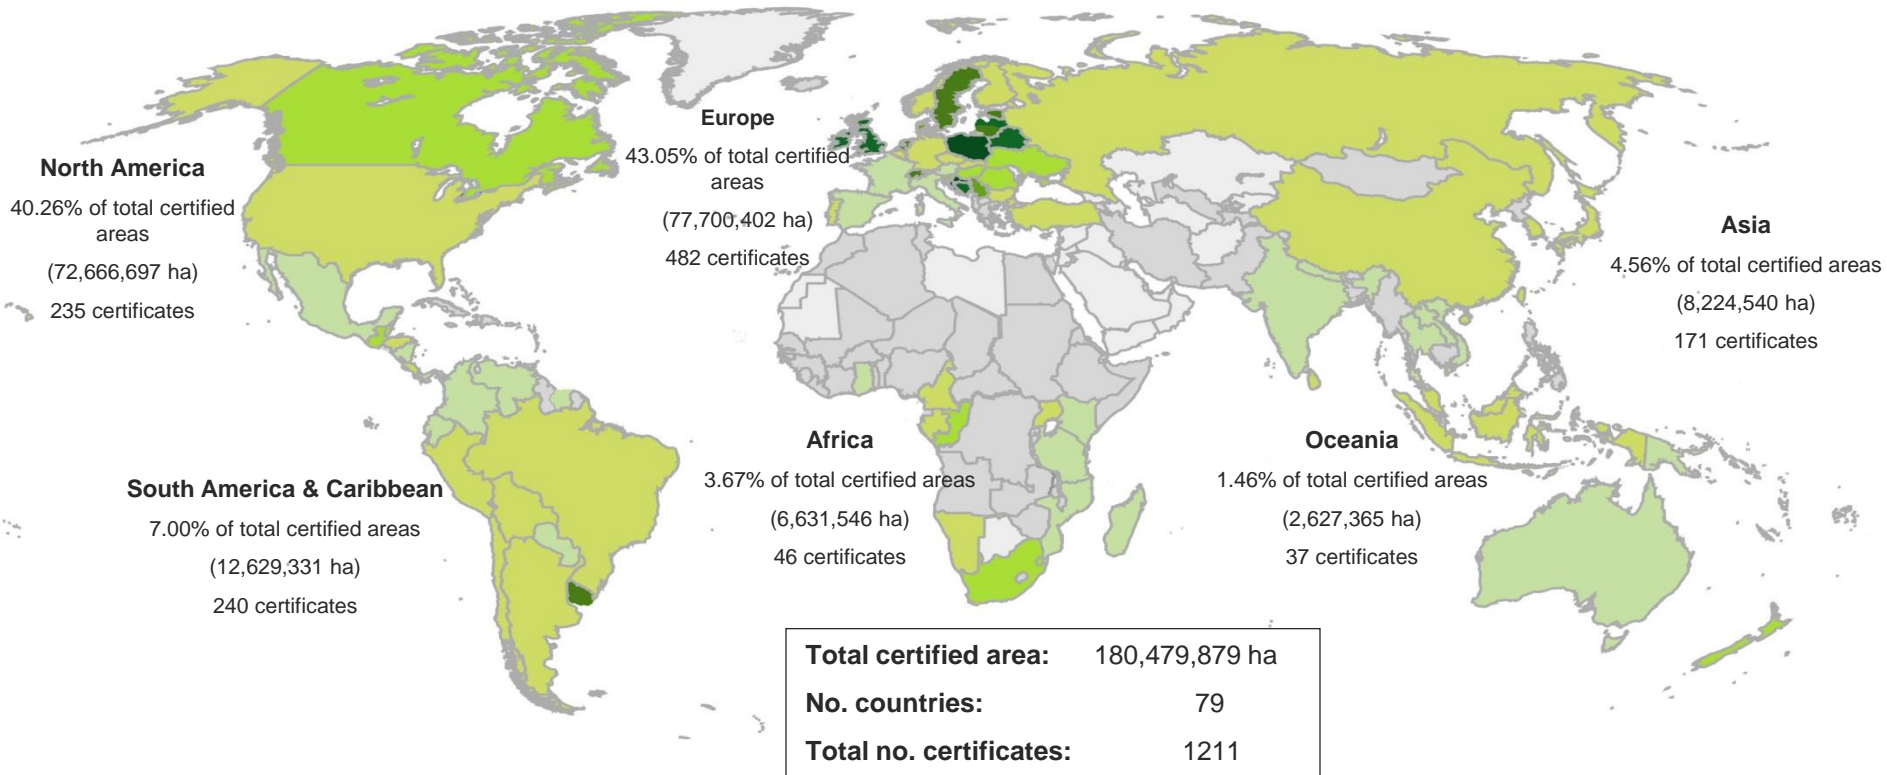 North America
40.26% of total certified
areas
(72,666,697 ha)
235 certificates
Europe
43.05% of total certified
areas
(77,700,402 ha)
482 certificates
Asia
4.56% of total certified areas
(8,224,540 ha)
171 certificates
South America & Caribbean
7.00% of total certified areas
(12,629,331 ha)
240 certificates
Africa
3.67% of total certified areas
(6,631,546 ha)
46 certificates
Oceania
1.46% of total certified areas
(2,627,365 ha)
37 certificates
Total certified area: 180,479,879 ha
No. countries: 79
Total no. certificates: 1211